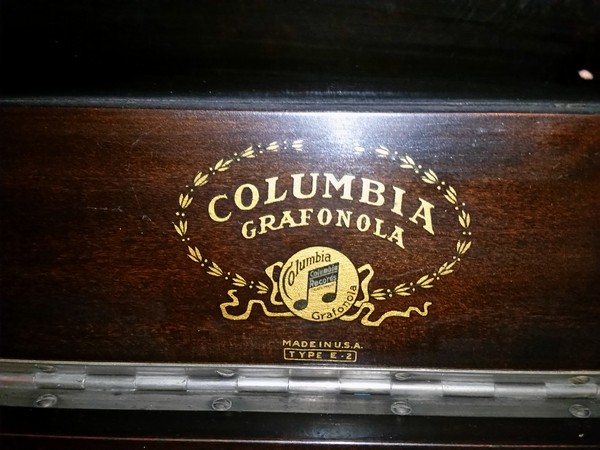 COLUMBIA
GRAFONOLA
Columbia
Columbia
Records
Grafonola
MADE IN U.S.A.
TYPE E-2